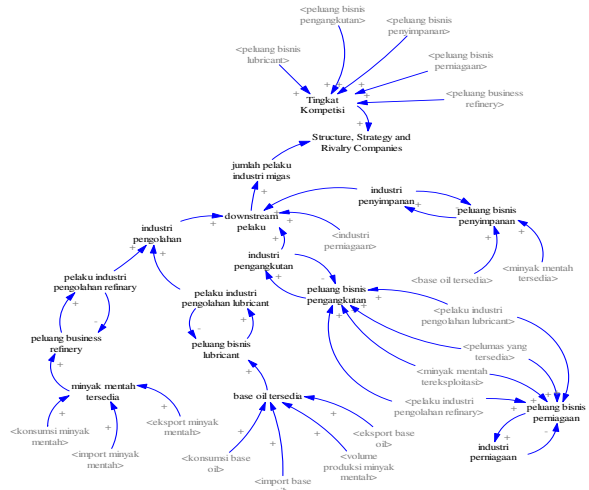 <peluang bisnis
pengangkutan>
<peluang bisnis
penyimpanan>
<peluang bisnis
lubricant>
<peluang bisnis
perniagaan>
<peluang business
refinery>
Tingkat
Kompetisi
Structure, Strategy and
Rivalry Companies
jumlah pelaku
industri migas
industri
penyimpanan
peluang bisnis
penyimpanan
downstream
pelaku
industri
pengolahan
<industri
perniagaan>
industri
pengangkutan
<base oil tersedia>
<minyak mentah
tersedia>
pelaku industri
pengolahan refinary
pelaku industri
pengolahan lubricant
peluang bisnis
pengangkutan
<pelaku industri
pengolahan lubricant>
peluang business
refinery
peluang bisnis
lubricant
<pelumas yang
tersedia>
<minyak mentah
tereksploitasi>
minyak mentah
tersedia
base oil tersedia
<pelaku industri
pengolahan refinary>
peluang bisnis
perniagaan
<konsumsi minyak
mentah>
<eksport minyak
mentah>
<import minyak
mentah>
<konsumsi base
oil>
<eksport base
oil>
<volume
produksi minyak
mentah>
<import base
industri
perniagaan